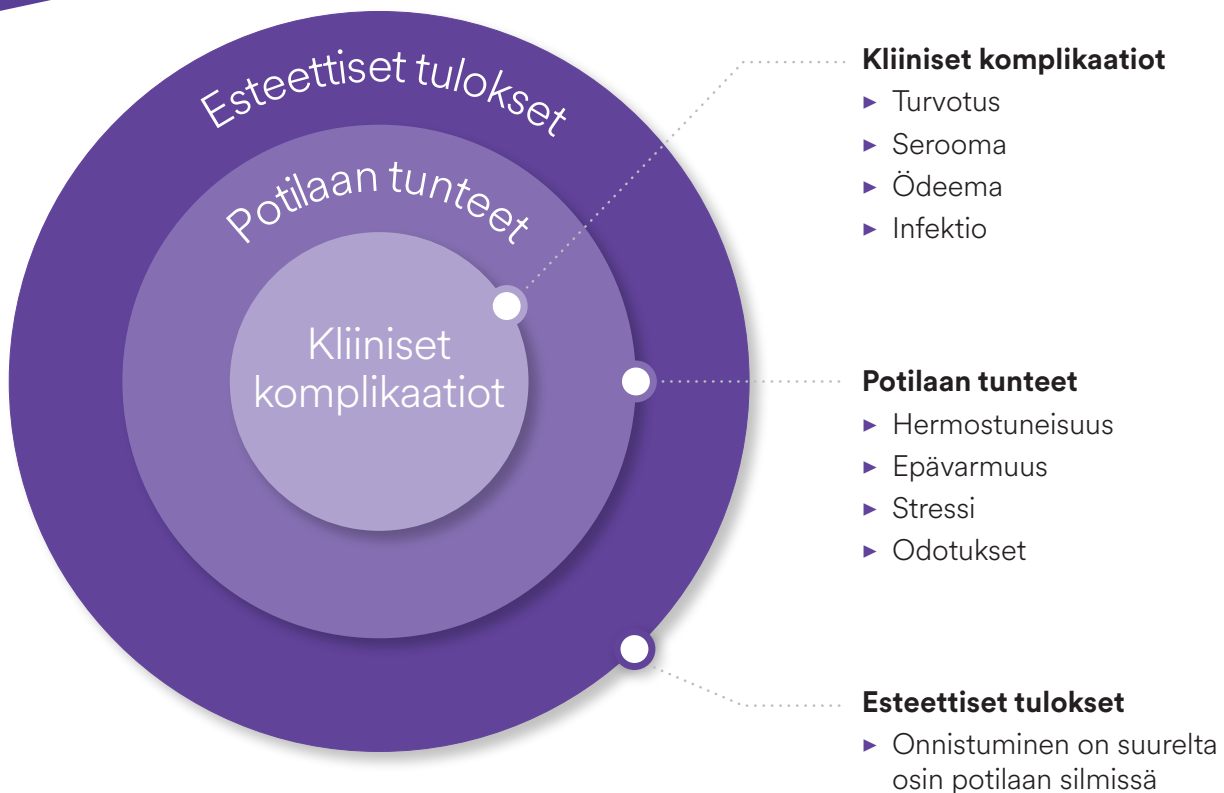 Esteettiset tulokset
Potilaan tunteet
Kliiniset
komplikaatiot
Kliiniset komplikaatiot
► Turvotus
► Serooma
► Ödeema
► Infektio
Potilaan tunteet
► Hermostuneisuus
► Epävarmuus
► Stressi
► Odotukset
Esteettiset tulokset
► Onnistuminen on suurelta
osin potilaan silmissä